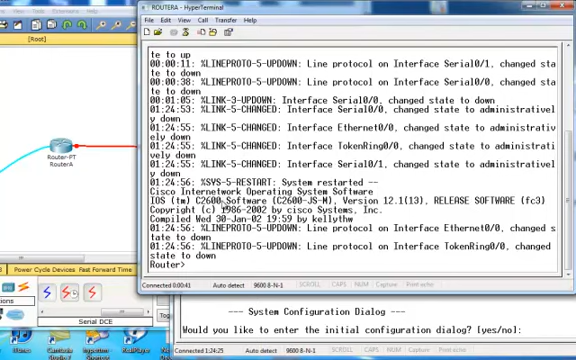 ROUTERA - HyperTerminal
File Edit View Call Transfer Help
[Root]
te to up
00:00:11: %LINEPROTO-5-UPDOWN: Line protocol on Interface Serial0/1, changed sta
te to down
00:00:38: %LINEPROTO-5-UPDOWN: Line protocol on Interface Serial0/0, changed sta
te to down
00:01:05: %LINK-3-UPDOWN: Interface Serial0/0, changed state to down
01:24:53: %LINK-5-CHANGED: Interface Serial0/0, changed state to administrativel
y down
01:24:55: %LINK-5-CHANGED: Interface Ethernet0/0, changed state to administrativ
ely down
01:24:55: %LINK-5-CHANGED: Interface TokenRing0/0, changed state to administrati
vely down
01:24:55: %LINK-5-CHANGED: Interface Serial0/1, changed state to administrativel
y down
01:24:56: %SYS-5-RESTART: System restarted --
Cisco Internetwork Operating System Software
IOS (tm) C2600 Software (C2600-JS-M), Version 12.1(13), RELEASE SOFTWARE (fc3)
Copyright (c) 1986-2002 by cisco Systems, Inc.
Compiled Wed 30-Jan-02 19:59 by kellythw
01:24:56: %LINEPROTO-5-UPDOWN: Line protocol on Interface Ethernet0/0, changed s
tate to down
01:24:56: %LINEPROTO-5-UPDOWN: Line protocol on Interface TokenRing0/0, changed
state to down
Router>
Router-PT
RouterA
Power Cycle Devices Fast Forward Time
Connected 0:00:41 Auto detect 9600 8-N-1 SCROLL CAPS NUM Capture Print echo
Serial DCE
--- System Configuration Dialog ---
Would you like to enter the initial configuration dialog? [yes/no]:
iTunes
RealPlayer
Connected 1:24:25 Auto detect 9600 8-N-1 SCROLL CAPS NUM Capture Print echo